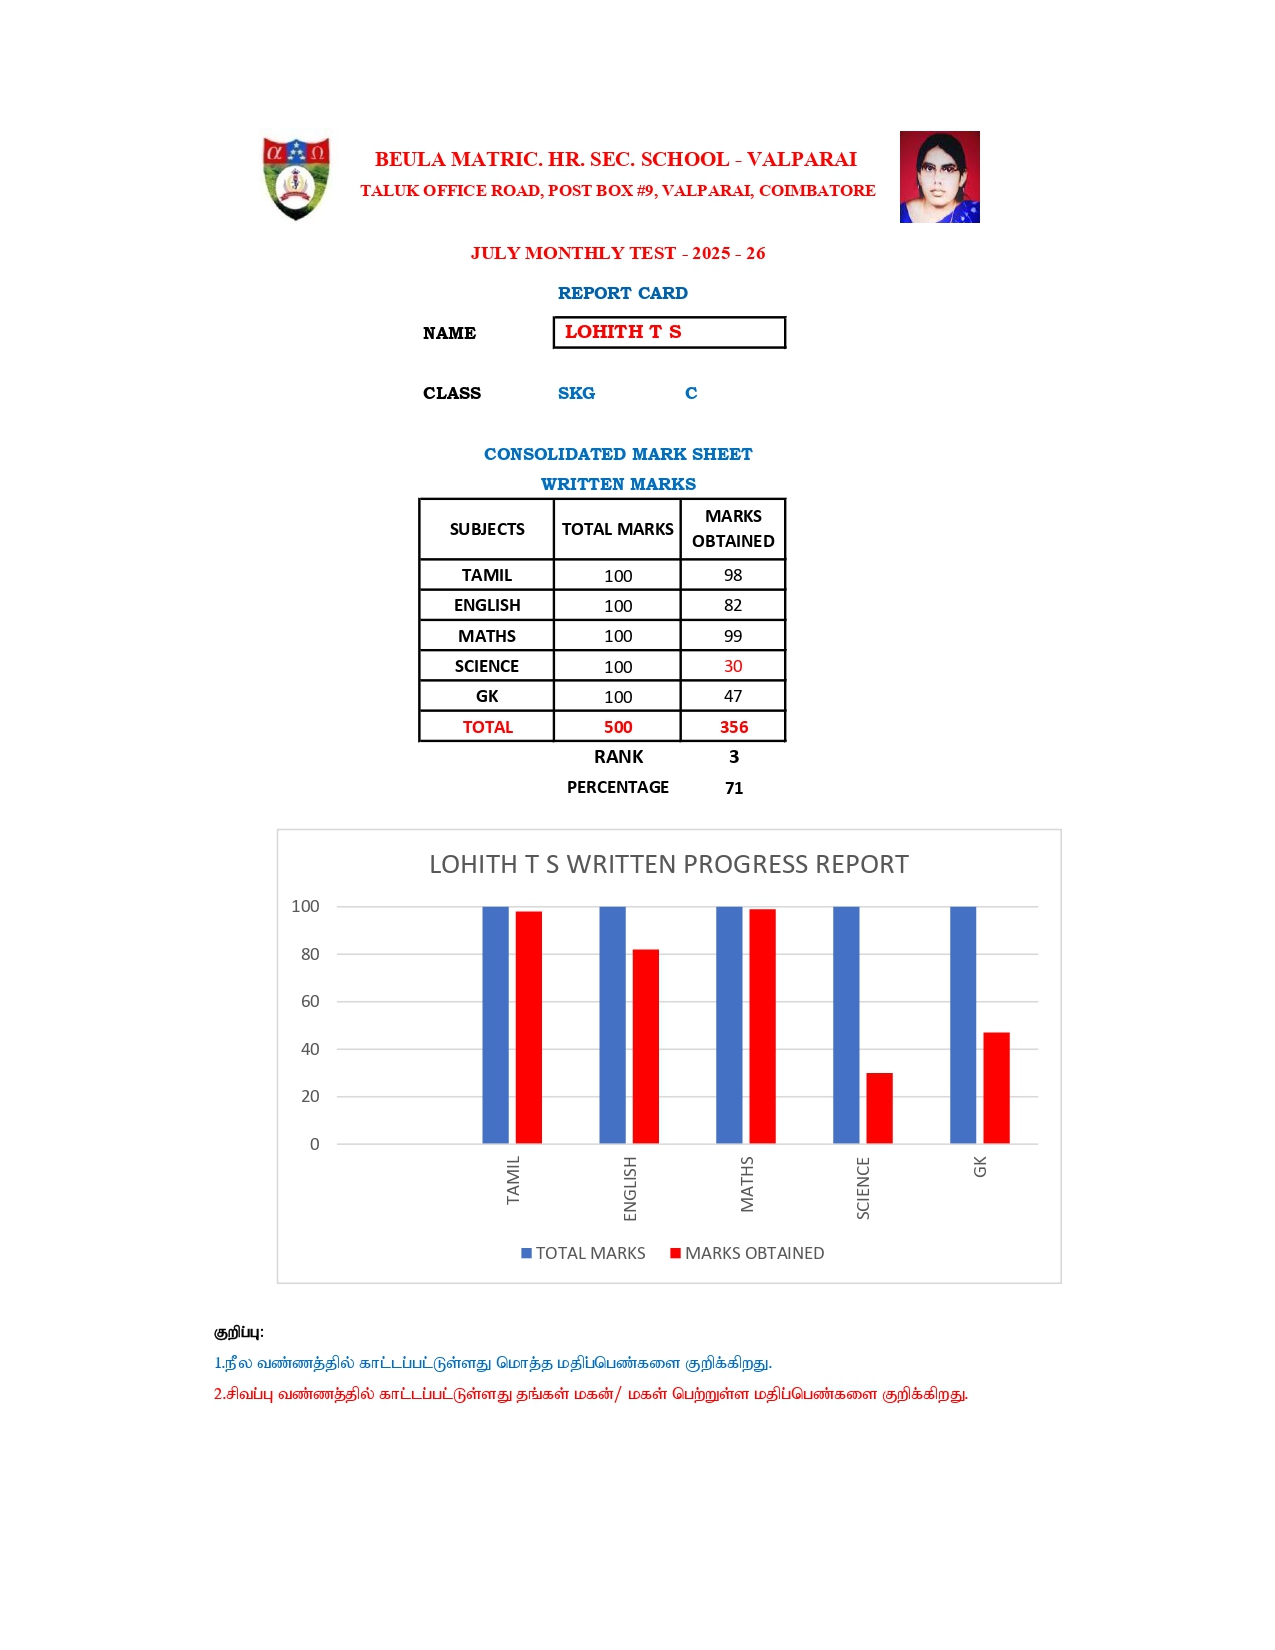 α Ω
BEULA MATRIC. HR. SEC. SCHOOL - VALPARAI
TALUK OFFICE ROAD, POST BOX #9, VALPARAI, COIMBATORE
JULY MONTHLY TEST - 2025 - 26
REPORT CARD
NAME LOHITH T S
CLASS SKG C
CONSOLIDATED MARK SHEET
WRITTEN MARKS
SUBJECTS TOTAL MARKS MARKS OBTAINED
TAMIL 100 98
ENGLISH 100 82
MATHS 100 99
SCIENCE 100 30
GK 100 47
TOTAL 500 356
RANK 3
PERCENTAGE 71
LOHITH T S WRITTEN PROGRESS REPORT
100
80
60
40
20
0
TAMIL ENGLISH MATHS SCIENCE GK
TOTAL MARKS MARKS OBTAINED
குறிப்பு:
1.நீல வண்ணத்தில் காட்டப்பட்டுள்ளது மொத்த மதிப்பெண்களை குறிக்கிறது.
2.சிவப்பு வண்ணத்தில் காட்டப்பட்டுள்ளது தங்கள் மகன்/ மகள் பெற்றுள்ள மதிப்பெண்களை குறிக்கிறது.